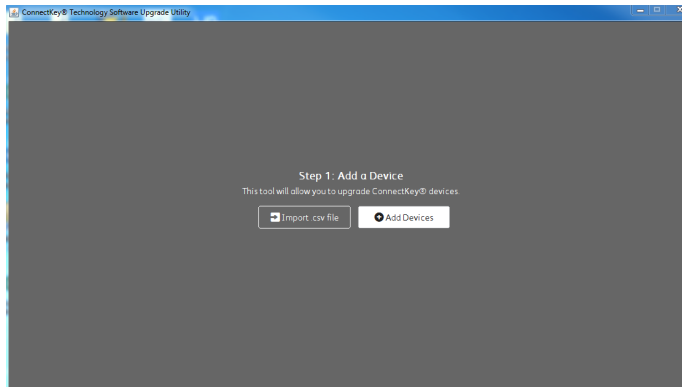 ConnectKey® Technology Software Upgrade Utility
Step 1: Add a Device
This tool will allow you to upgrade ConnectKey® devices.
Import .csv file
Add Devices